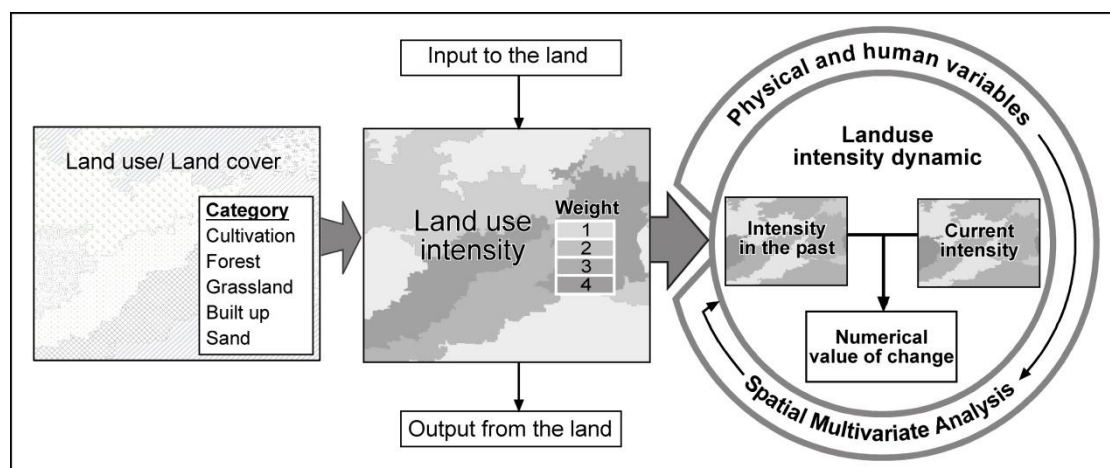 Input to the land
Land use/ Land cover
Category
Cultivation
Forest
Grassland
Built up
Sand
Land use
intensity
Weight
1
2
3
4
Output from the land
Physical and human variables
Landuse
intensity dynamic
Intensity
in the past
Current
intensity
Numerical
value of change
Spatial Multivariate Analysis